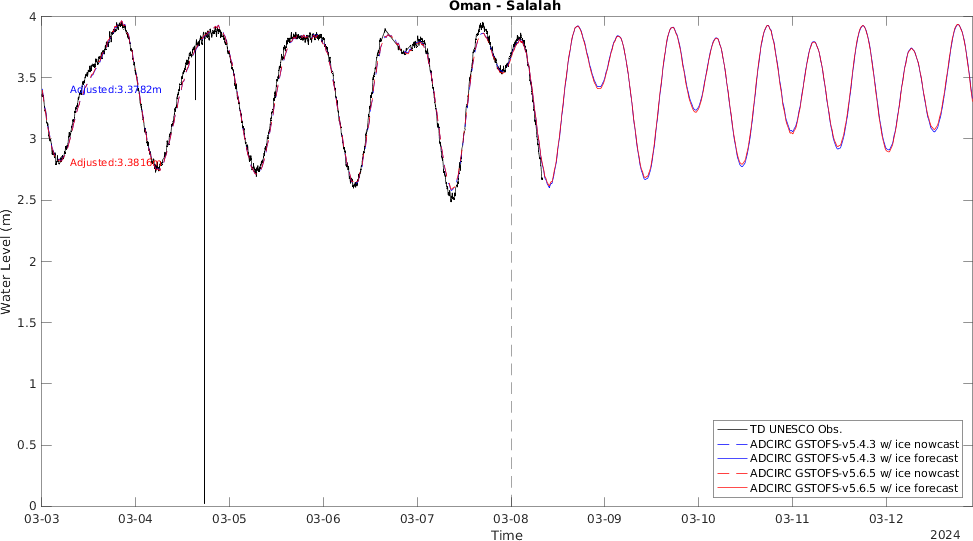 Oman - Salalah
4
3.5
3
2.5
2
1.5
1
0.5
0
Water Level (m)
Adjusted:3.3782m
Adjusted:3.3816m
TD UNESCO Obs.
ADCIRC GSTOFS-v5.4.3 w/ ice nowcast
ADCIRC GSTOFS-v5.4.3 w/ ice forecast
ADCIRC GSTOFS-v5.6.5 w/ ice nowcast
ADCIRC GSTOFS-v5.6.5 w/ ice forecast
03-03 03-04 03-05 03-06 03-07 03-08 03-09 03-10 03-11 03-12
Time
2024